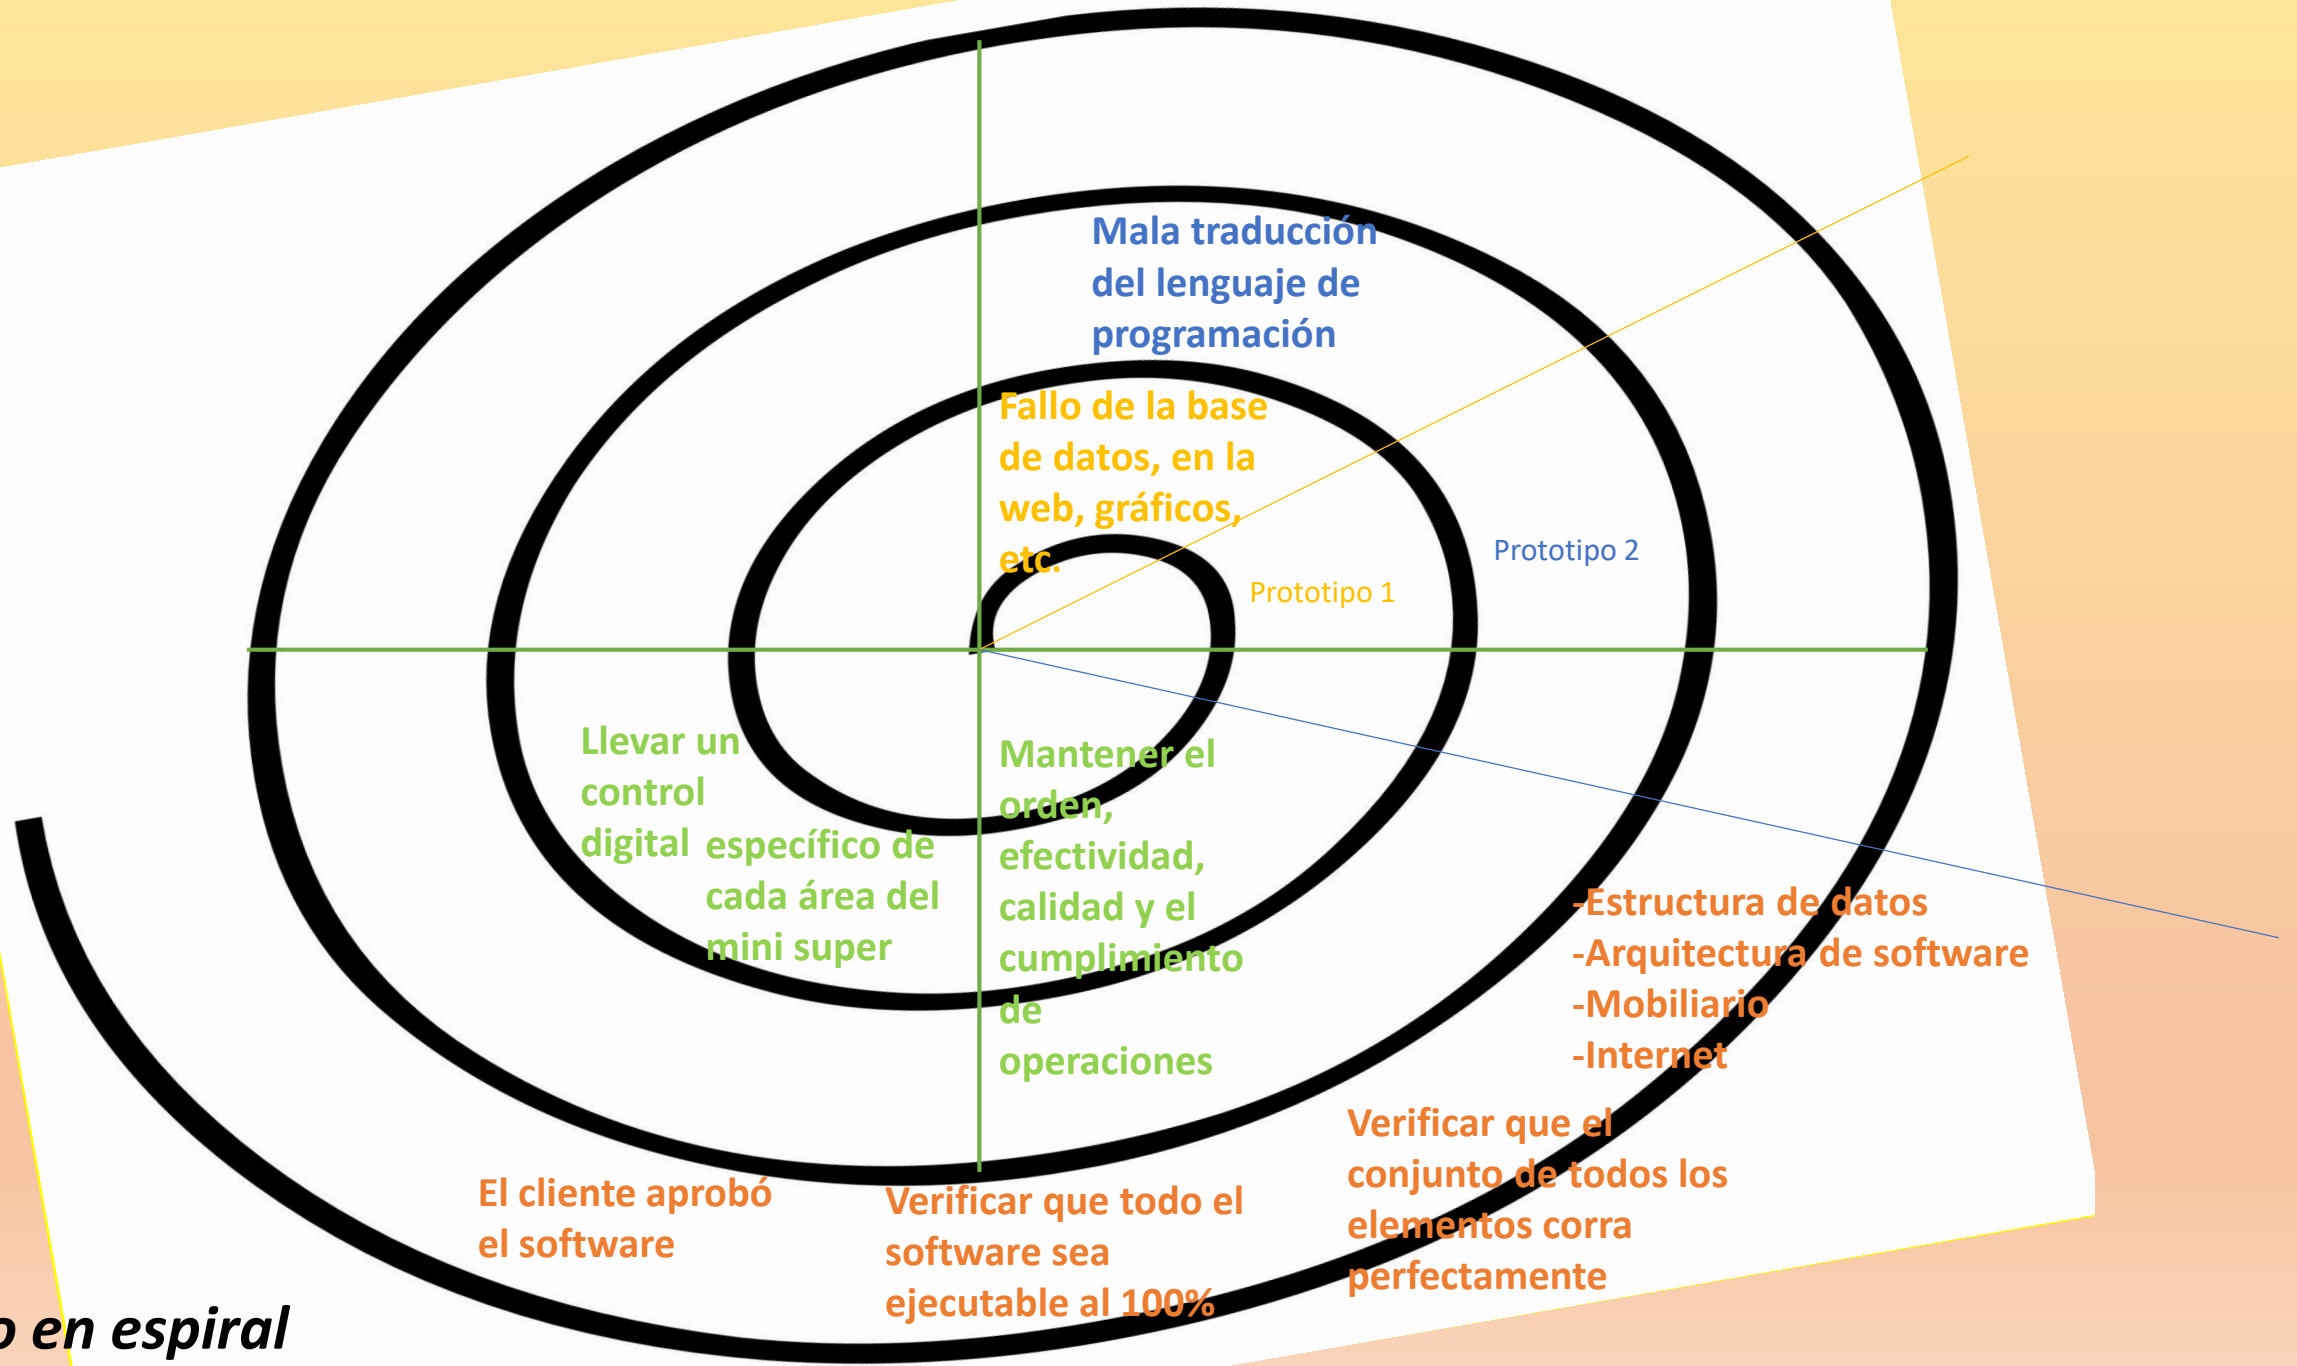 Mala traducción
del lenguaje de
programación
Fallo de la base
de datos, en la
web, gráficos,
etc.
Prototipo 1
Prototipo 2
Llevar un
control
digital
específico de
cada área del
mini super
Mantener el
orden,
efectividad,
calidad y el
cumplimiento
de
operaciones
-Estructura de datos
-Arquitectura de software
-Mobiliario
-Internet
Verificar que el
conjunto de todos los
elementos corra
perfectamente
Verificar que todo el
software sea
ejecutable al 100%
El cliente aprobó
el software
o en espiral